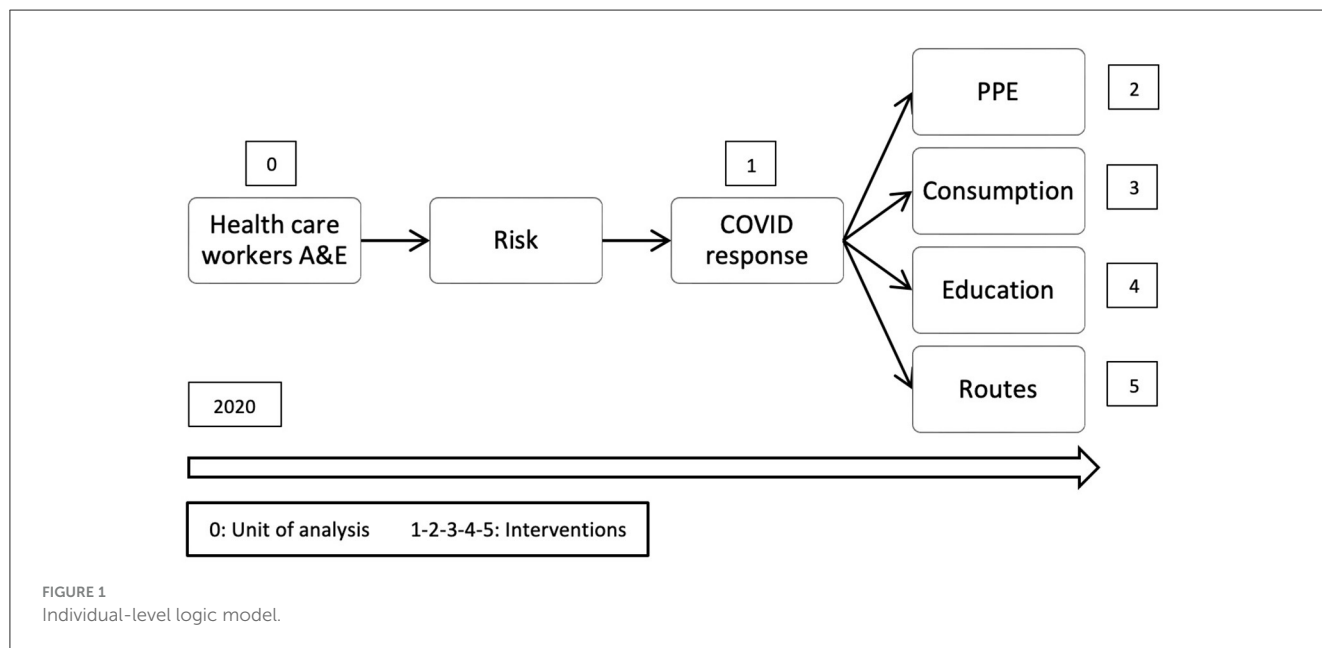 PPE
2
0
1
Consumption
3
Health care
workers A&E
Risk
COVID
response
Education
4
Routes
5
2020
0: Unit of analysis 1-2-3-4-5: Interventions
FIGURE 1
Individual-level logic model.